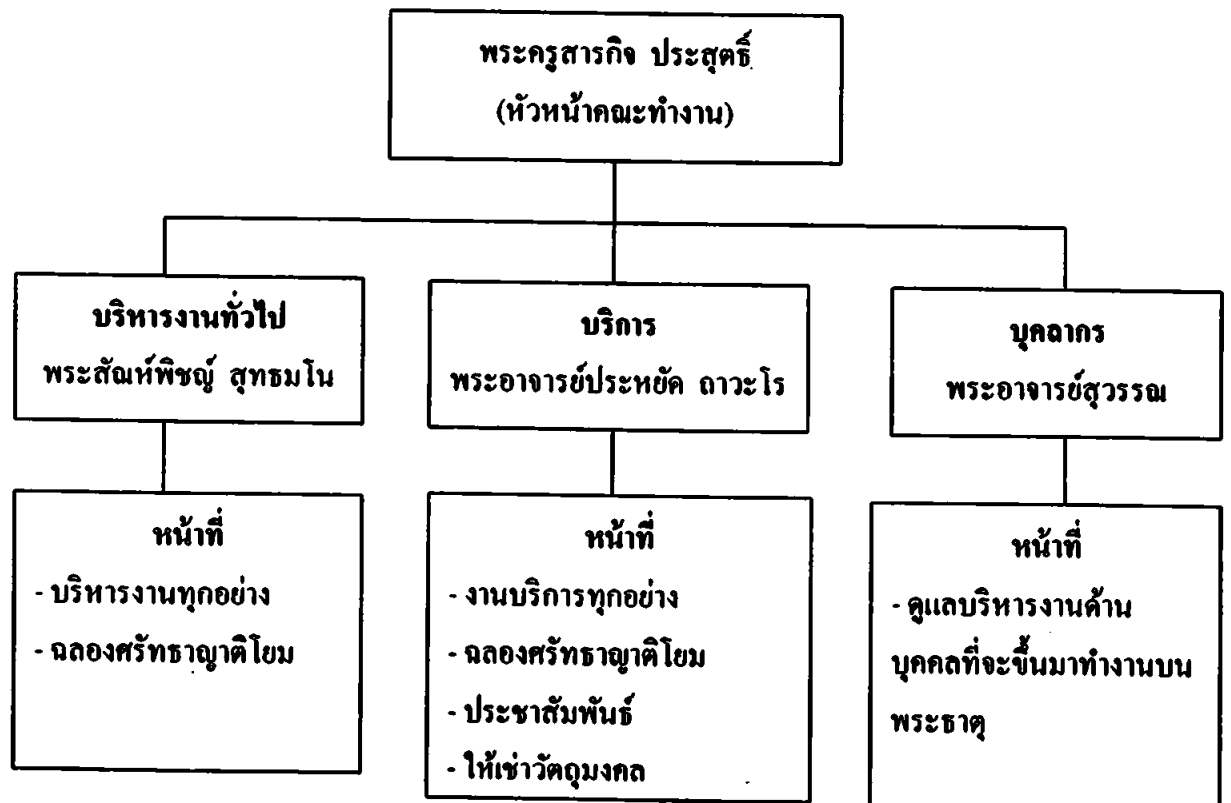 พระครูสารกิจ ประสุตธิ์
(หัวหน้าคณะทำงาน)
บริหารงานทั่วไป
พระสัณห์พิชญ์ สุทธมโน
หน้าที่
- บริหารงานทุกอย่าง
- ฉลองศรัทธาญาติโยม
บริการ
พระอาจารย์ประหยัด ถาวะโร
หน้าที่
- งานบริการทุกอย่าง
- ฉลองศรัทธาญาติโยม
- ประชาสัมพันธ์
- ให้เช่าวัตถุมงคล
บุคลากร
พระอาจารย์สุวรรณ
หน้าที่
- ดูแลบริหารงานด้าน
บุคคลที่จะขึ้นมาทำงานบน
พระธาตุ